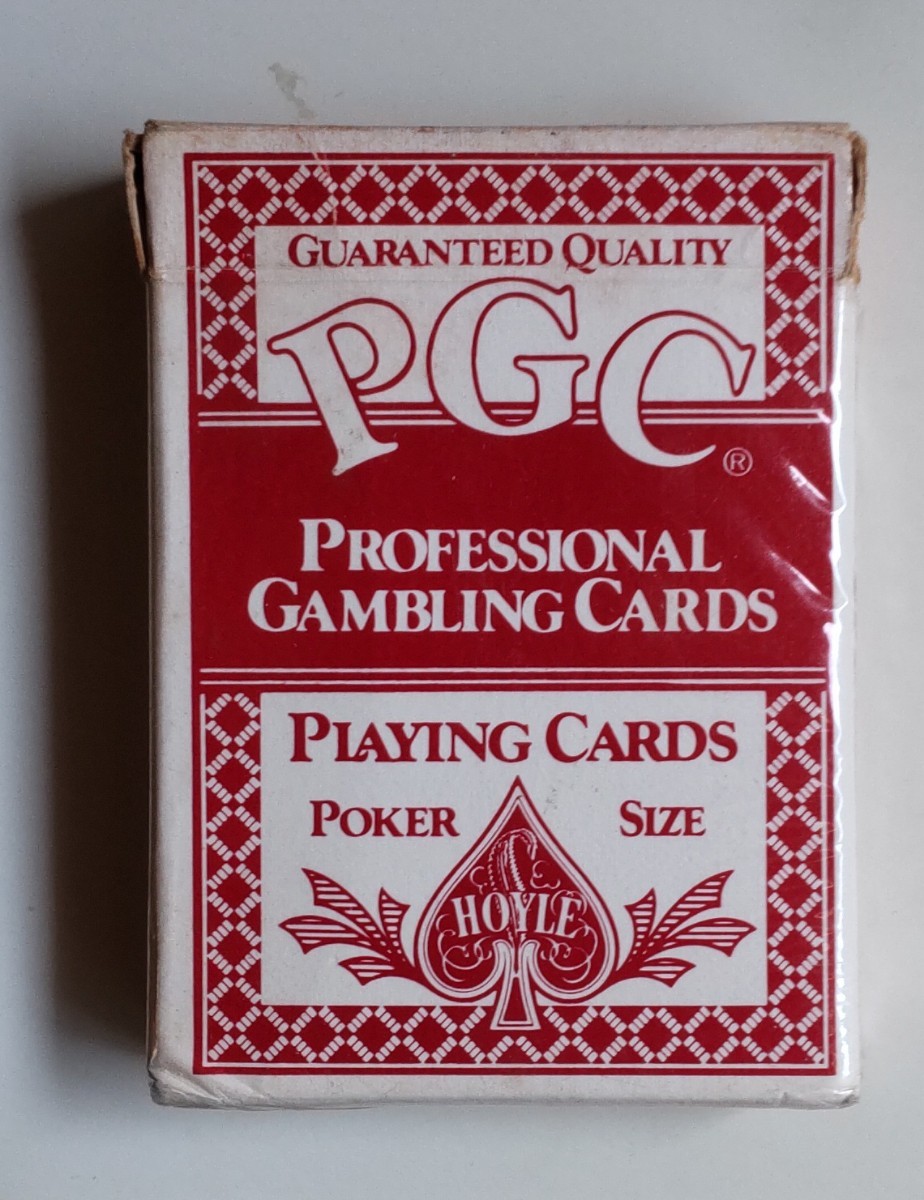 GUARANTEED QUALITY
PGC®
PROFESSIONAL
GAMBLING CARDS
PLAYING CARDS
POKER SIZE
HOYLE